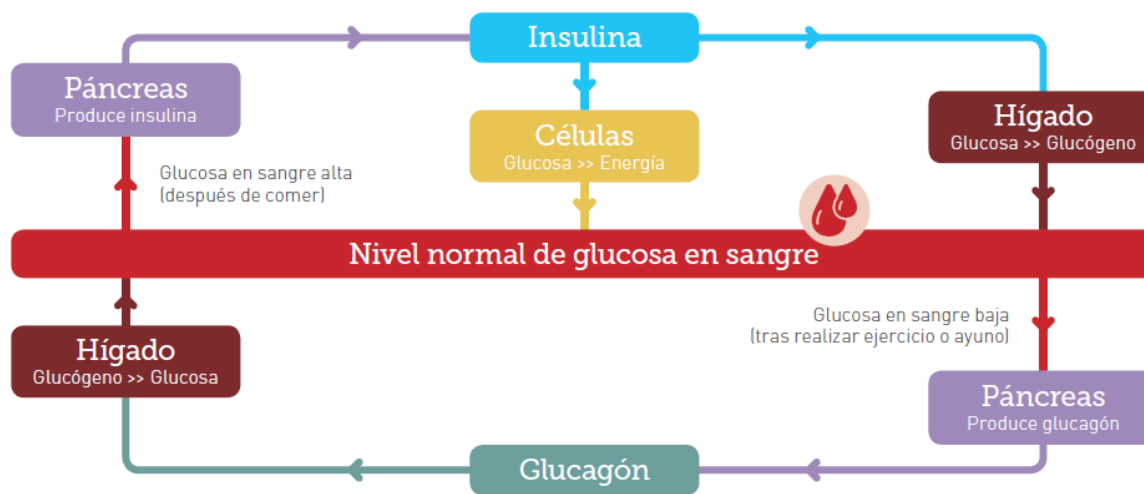 Insulina
Páncreas
Produce insulina
Células
Glucosa >> Energía
Hígado
Glucosa >> Glucógeno
Glucosa en sangre alta
(después de comer)
Nivel normal de glucosa en sangre
Glucosa en sangre baja
(tras realizar ejercicio o ayuno)
Hígado
Glucógeno >> Glucosa
Páncreas
Produce glucagón
Glucagón